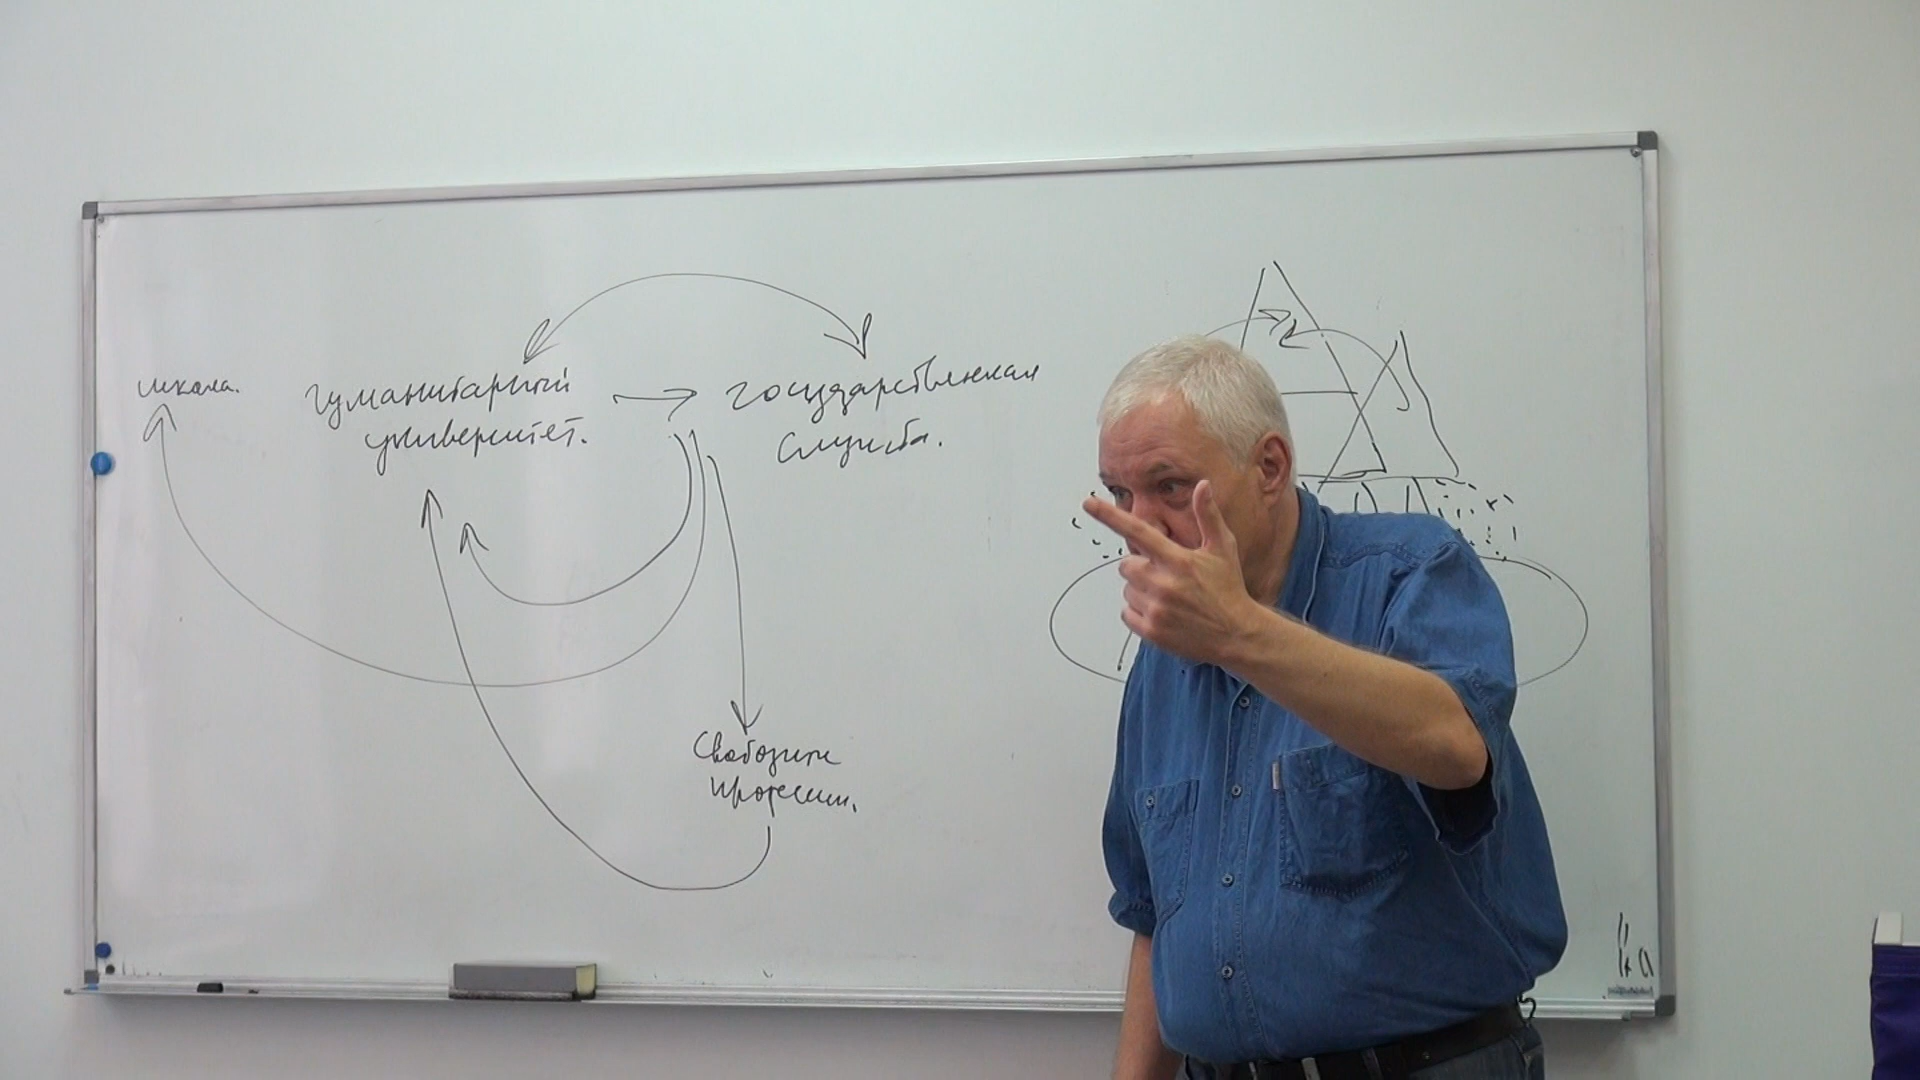 школа.
гуманитарный
университет.
государственная
служба.
Свободные
профессии.